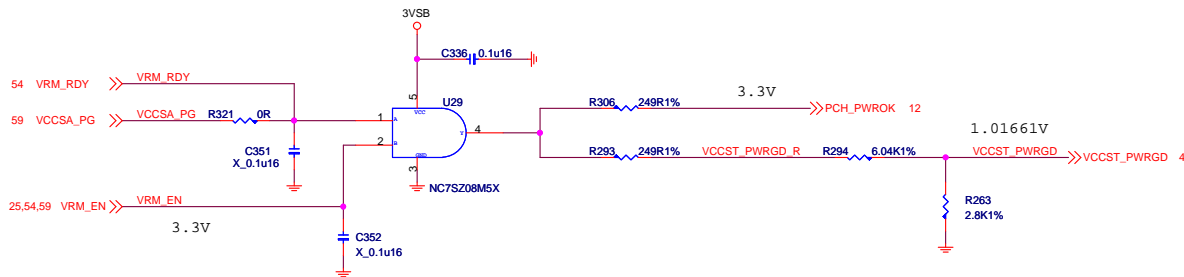 3VSB
C336 0.1u16
54 VRM_RDY VRM_RDY
5
VCC
U29
R306 249R1% 3.3V PCH_PWROK 12
59 VCCSA_PG VCCSA_PG R321 0R 1 A
Y 4
1.01661V
2 B
C351
X_0.1u16
R293 249R1% VCCST_PWRGD_R R294 6.04K1% VCCST_PWRGD VCCST_PWRGD 4
GND
3
NC7SZ08M5X
25,54,59 VRM_EN VRM_EN
3.3V
R263
2.8K1%
C352
X_0.1u16